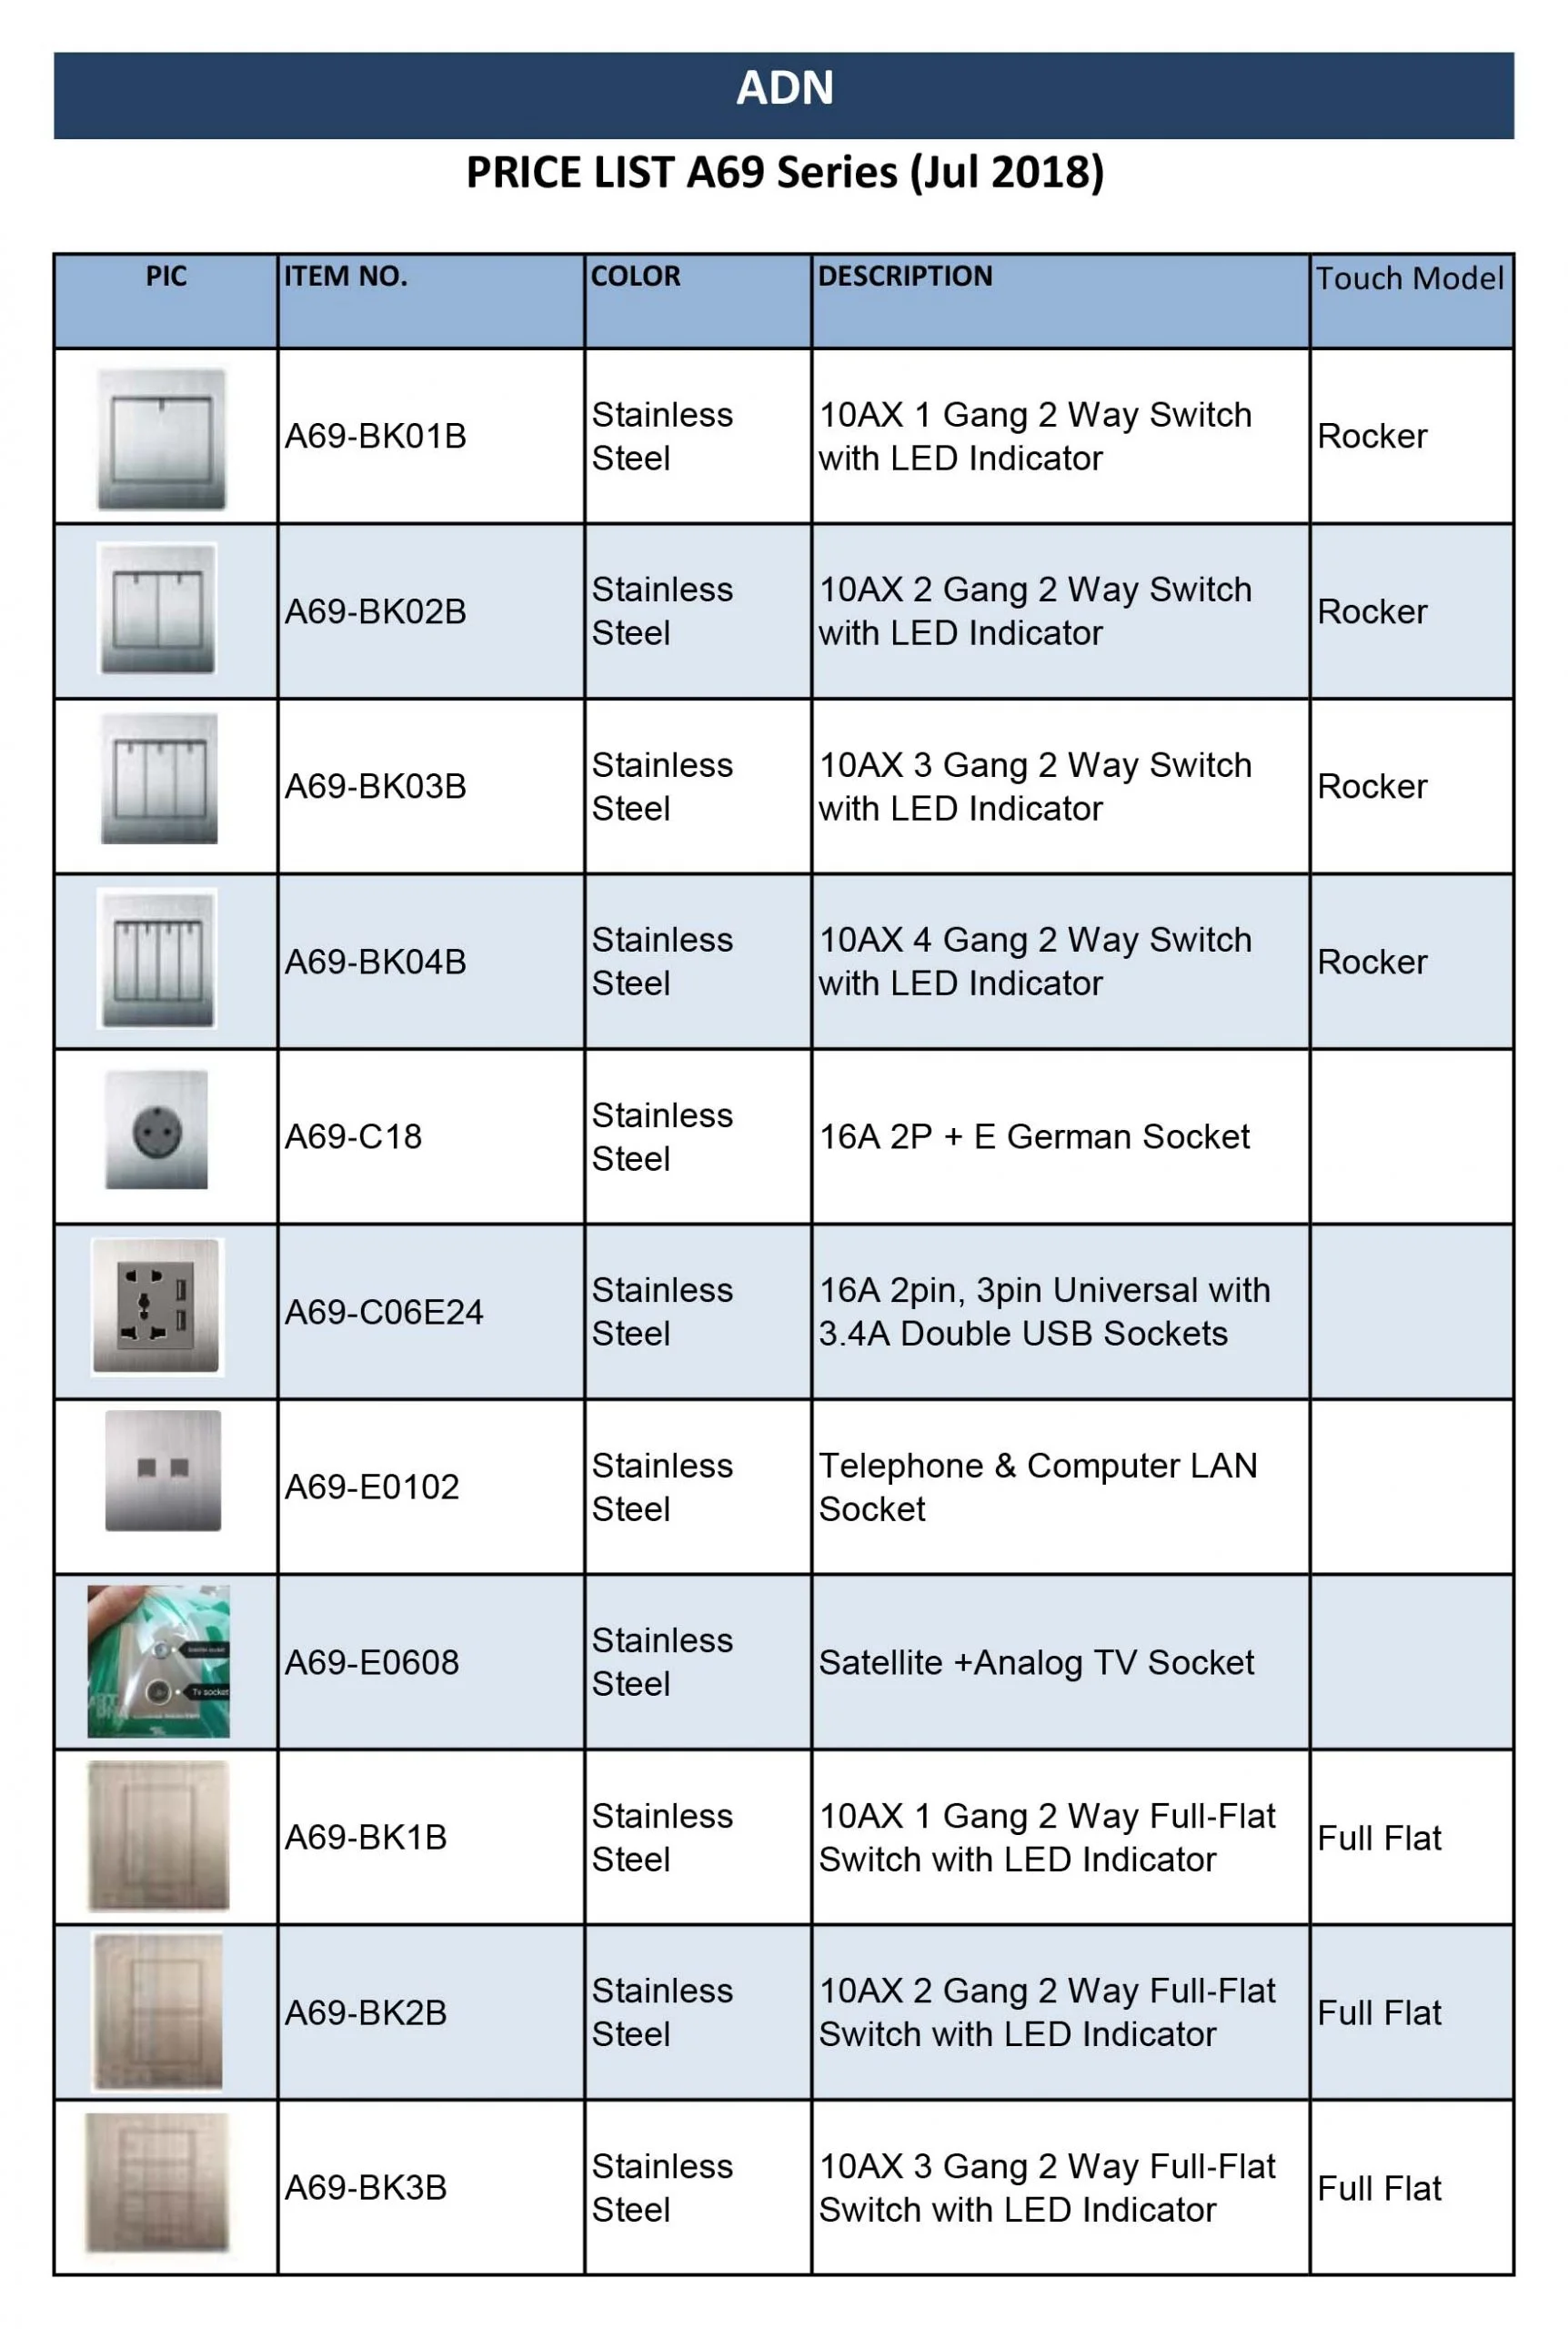 ADN
PRICE LIST A69 Series (Jul 2018)
PIC ITEM NO. COLOR DESCRIPTION Touch Model
A69-BK01B
Stainless
Steel
10AX 1 Gang 2 Way Switch
with LED Indicator
Rocker
A69-BK02B
Stainless
Steel
10AX 2 Gang 2 Way Switch
with LED Indicator
Rocker
A69-BK03B
Stainless
Steel
10AX 3 Gang 2 Way Switch
with LED Indicator
Rocker
A69-BK04B
Stainless
Steel
10AX 4 Gang 2 Way Switch
with LED Indicator
Rocker
A69-C18
Stainless
Steel
16A 2P + E German Socket
A69-C06E24
Stainless
Steel
16A 2pin, 3pin Universal with
3.4A Double USB Sockets
A69-E0102
Stainless
Steel
Telephone & Computer LAN
Socket
Tv socket
A69-E0608
Stainless
Steel
Satellite +Analog TV Socket
A69-BK1B
Stainless
Steel
10AX 1 Gang 2 Way Full-Flat
Switch with LED Indicator
Full Flat
A69-BK2B
Stainless
Steel
10AX 2 Gang 2 Way Full-Flat
Switch with LED Indicator
Full Flat
A69-BK3B
Stainless
Steel
10AX 3 Gang 2 Way Full-Flat
Switch with LED Indicator
Full Flat